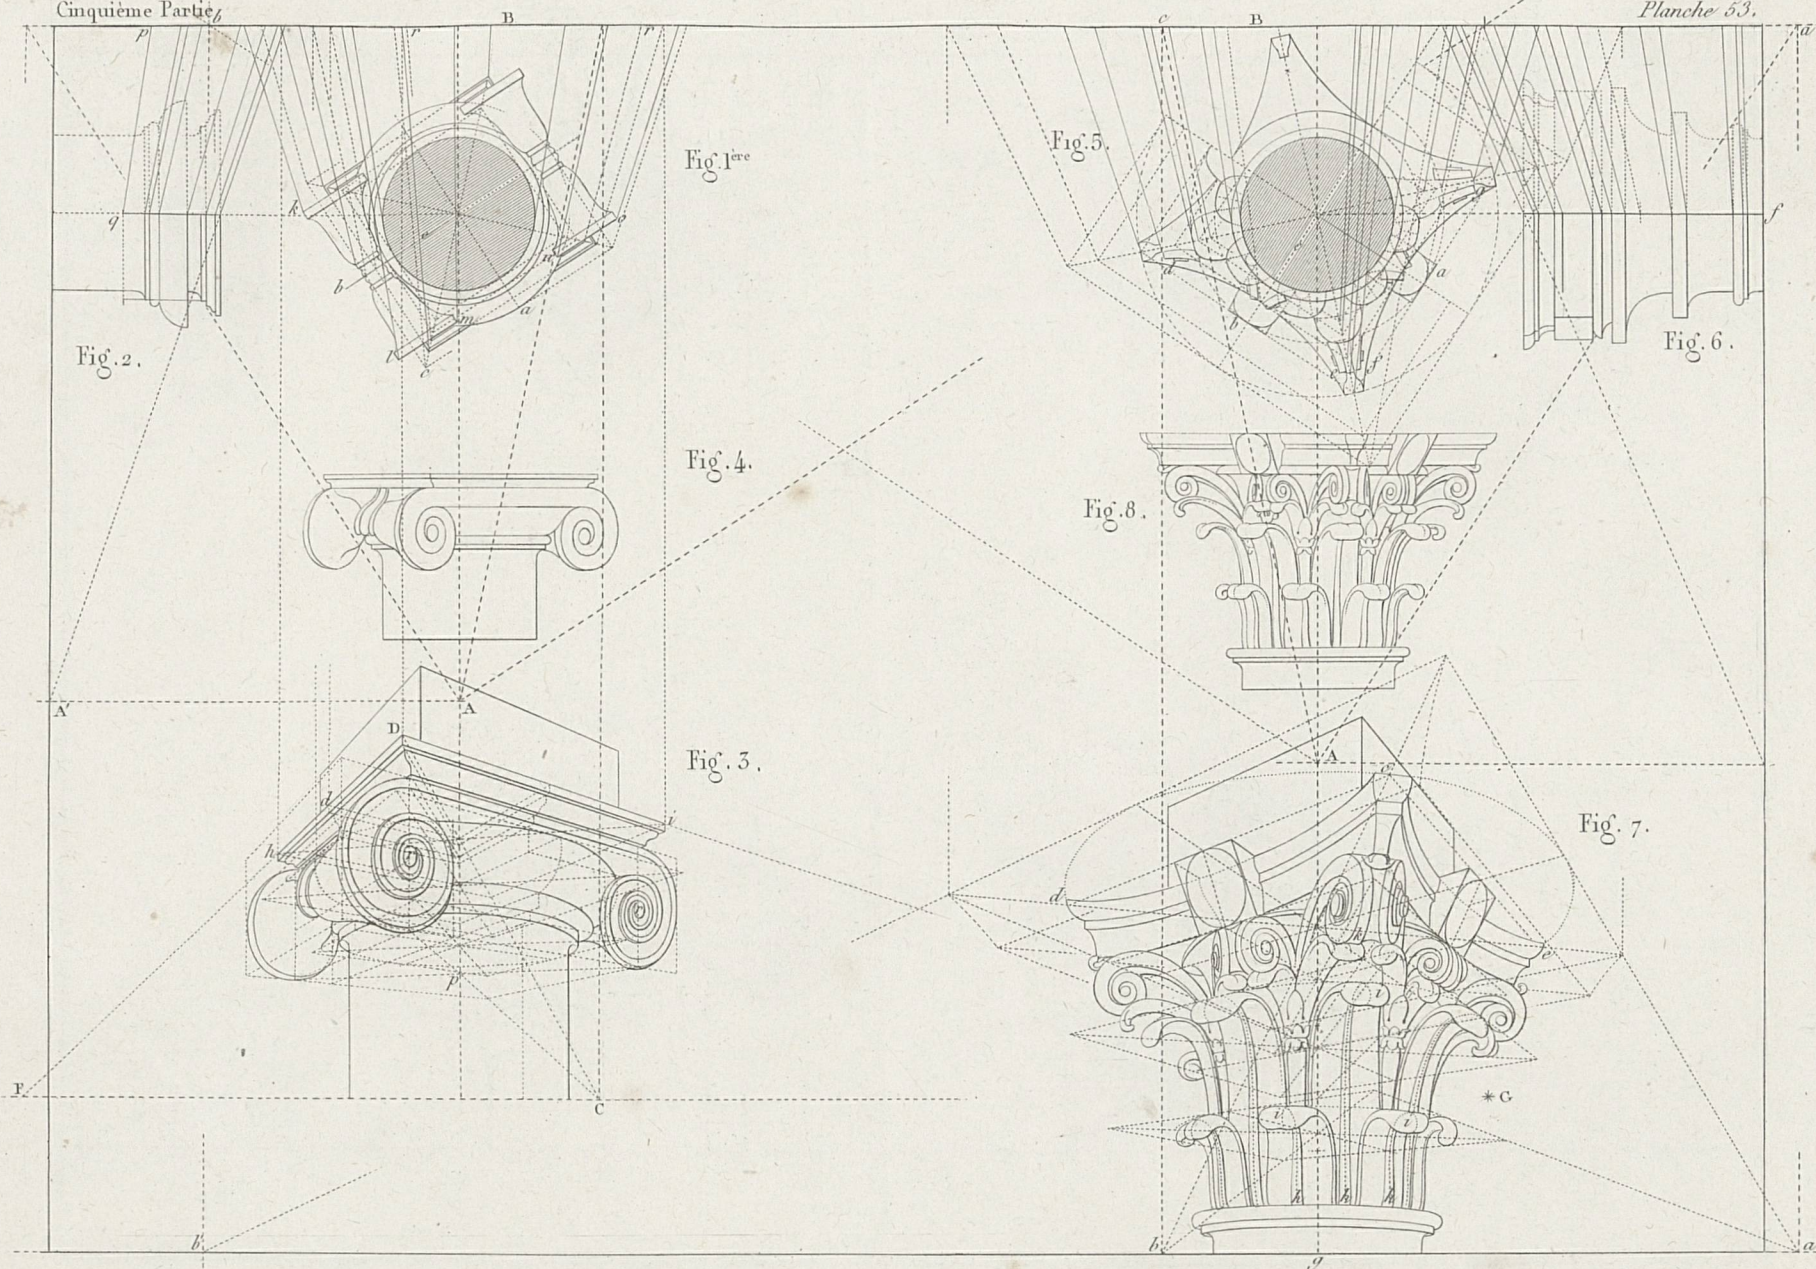 Cinquième Partie
Planche 53.
b
B
c
B
a
p
r
r
Fig.1ère
Fig.5.
k
o
q
f
e
n
b
a
m
l
c
d
a
b
f
Fig.2.
Fig.6.
Fig.4.
Fig.8.
A'
A
D
Fig.3.
A
c
Fig.7.
d
i
h
d
e
k
i
p
F
C
G
i
i
h
k
k
b
b
g
a